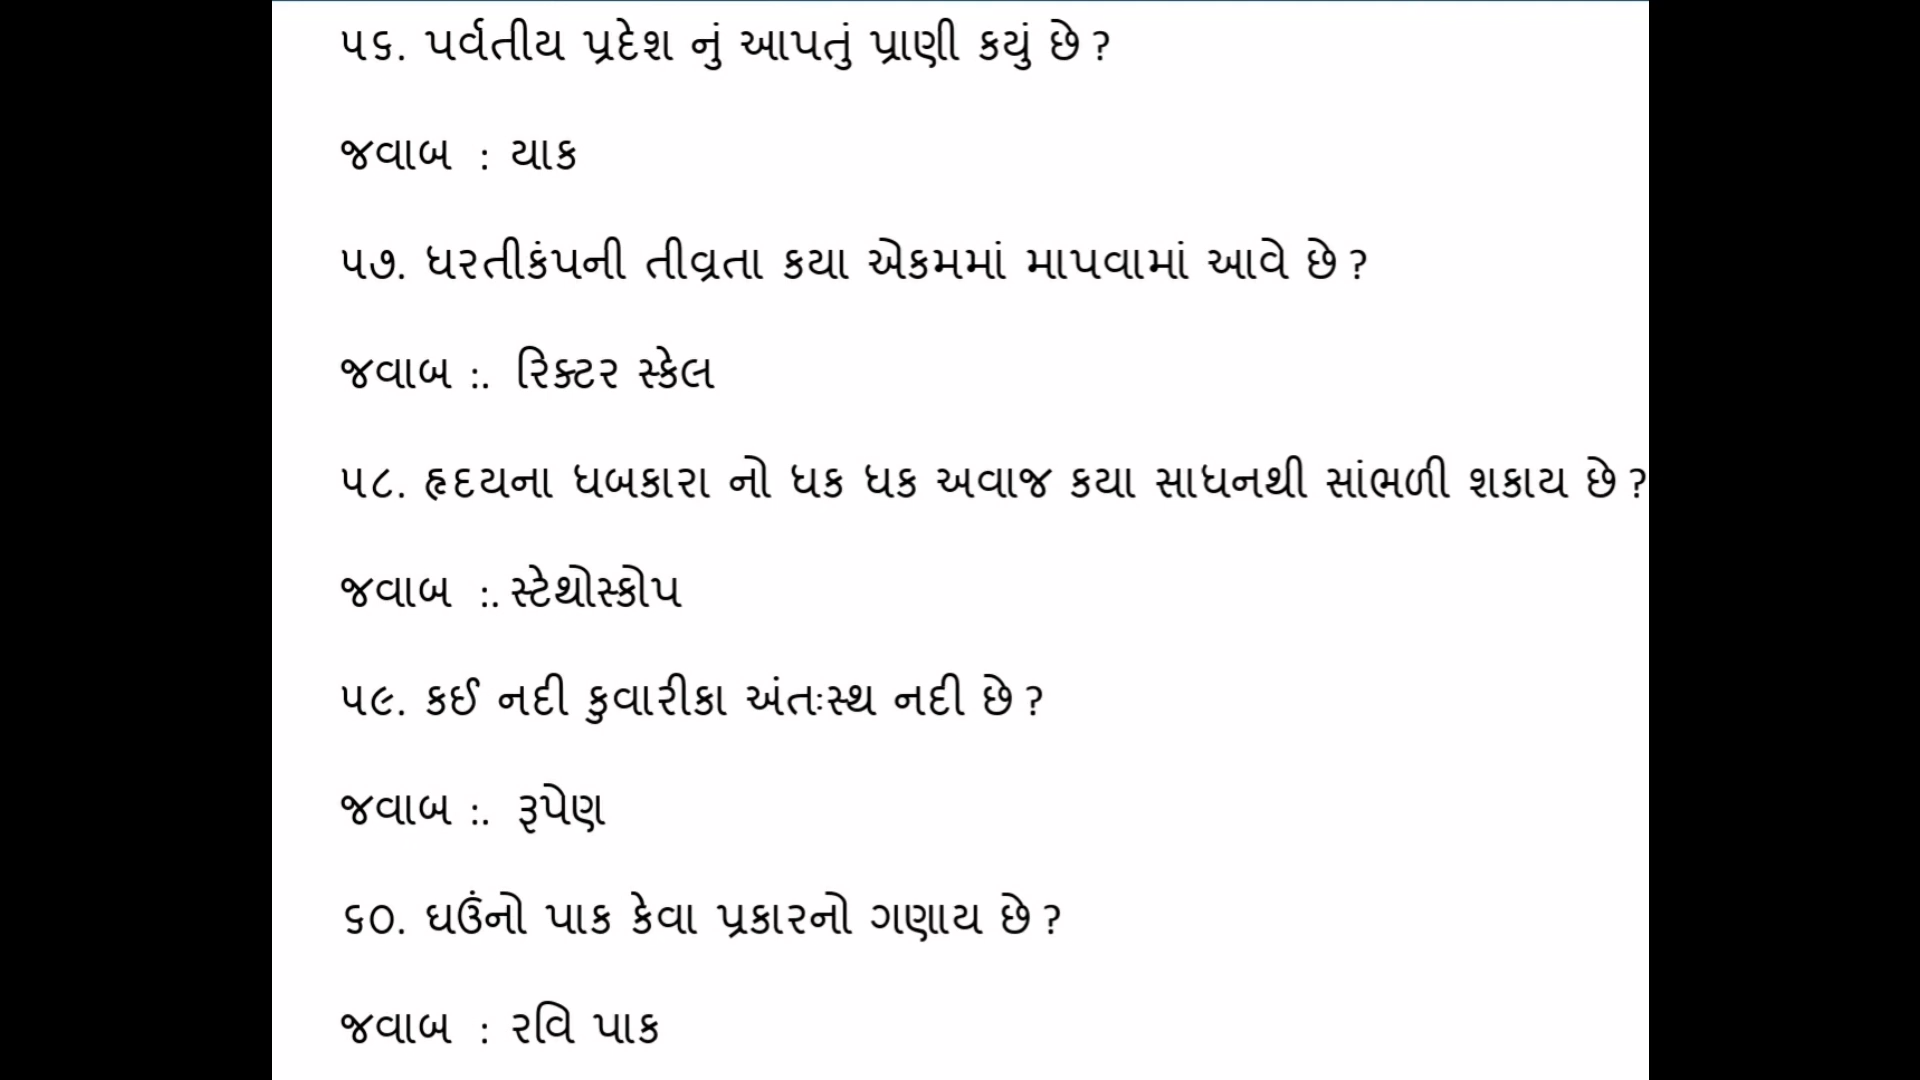 ૫૬. પર્વતીય પ્રદેશ નું આપતું પ્રાણી કયું છે ?
જવાબ : યાક
૫૭. ધરતીકંપની તીવ્રતા કયા એકમમાં માપવામાં આવે છે ?
જવાબ :. રિક્ટર સ્કેલ
૫૮. હૃદયના ધબકારા નો ધક ધક અવાજ કયા સાધનથી સાંભળી શકાય છે ?
જવાબ :. સ્ટેથોસ્કોપ
૫૯. કઈ નદી કુવારીકા અંતઃસ્થ નદી છે ?
જવાબ :. રૂપેણ
૬૦. ઘઉંનો પાક કેવા પ્રકારનો ગણાય છે ?
જવાબ : રવિ પાક